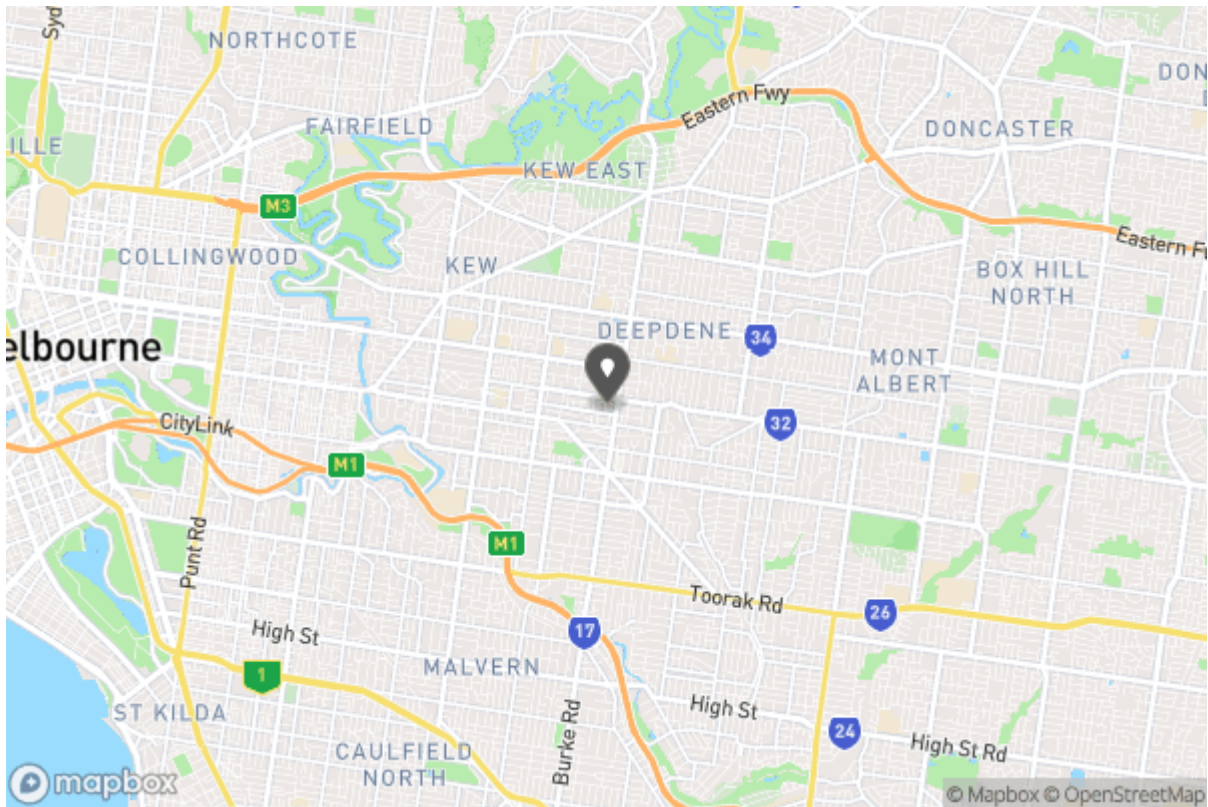 Syd
NORTHCOTE
DON
Eastern Fwy
FAIRFIELD
DONCASTER
ILLE
KEW EAST
M3
COLLINGWOOD
KEW
Eastern Fw
BOX HILL
NORTH
DEEPDENE
34
elbourne
MONT
ALBERT
CityLink
32
M1
M1
Punt Rd
Toorak Rd
26
High St
17
MALVERN
1
ST KILDA
High St
24
High St Rd
CAULFIELD
NORTH
Burke Rd
mapbox
© Mapbox © OpenStreetMap